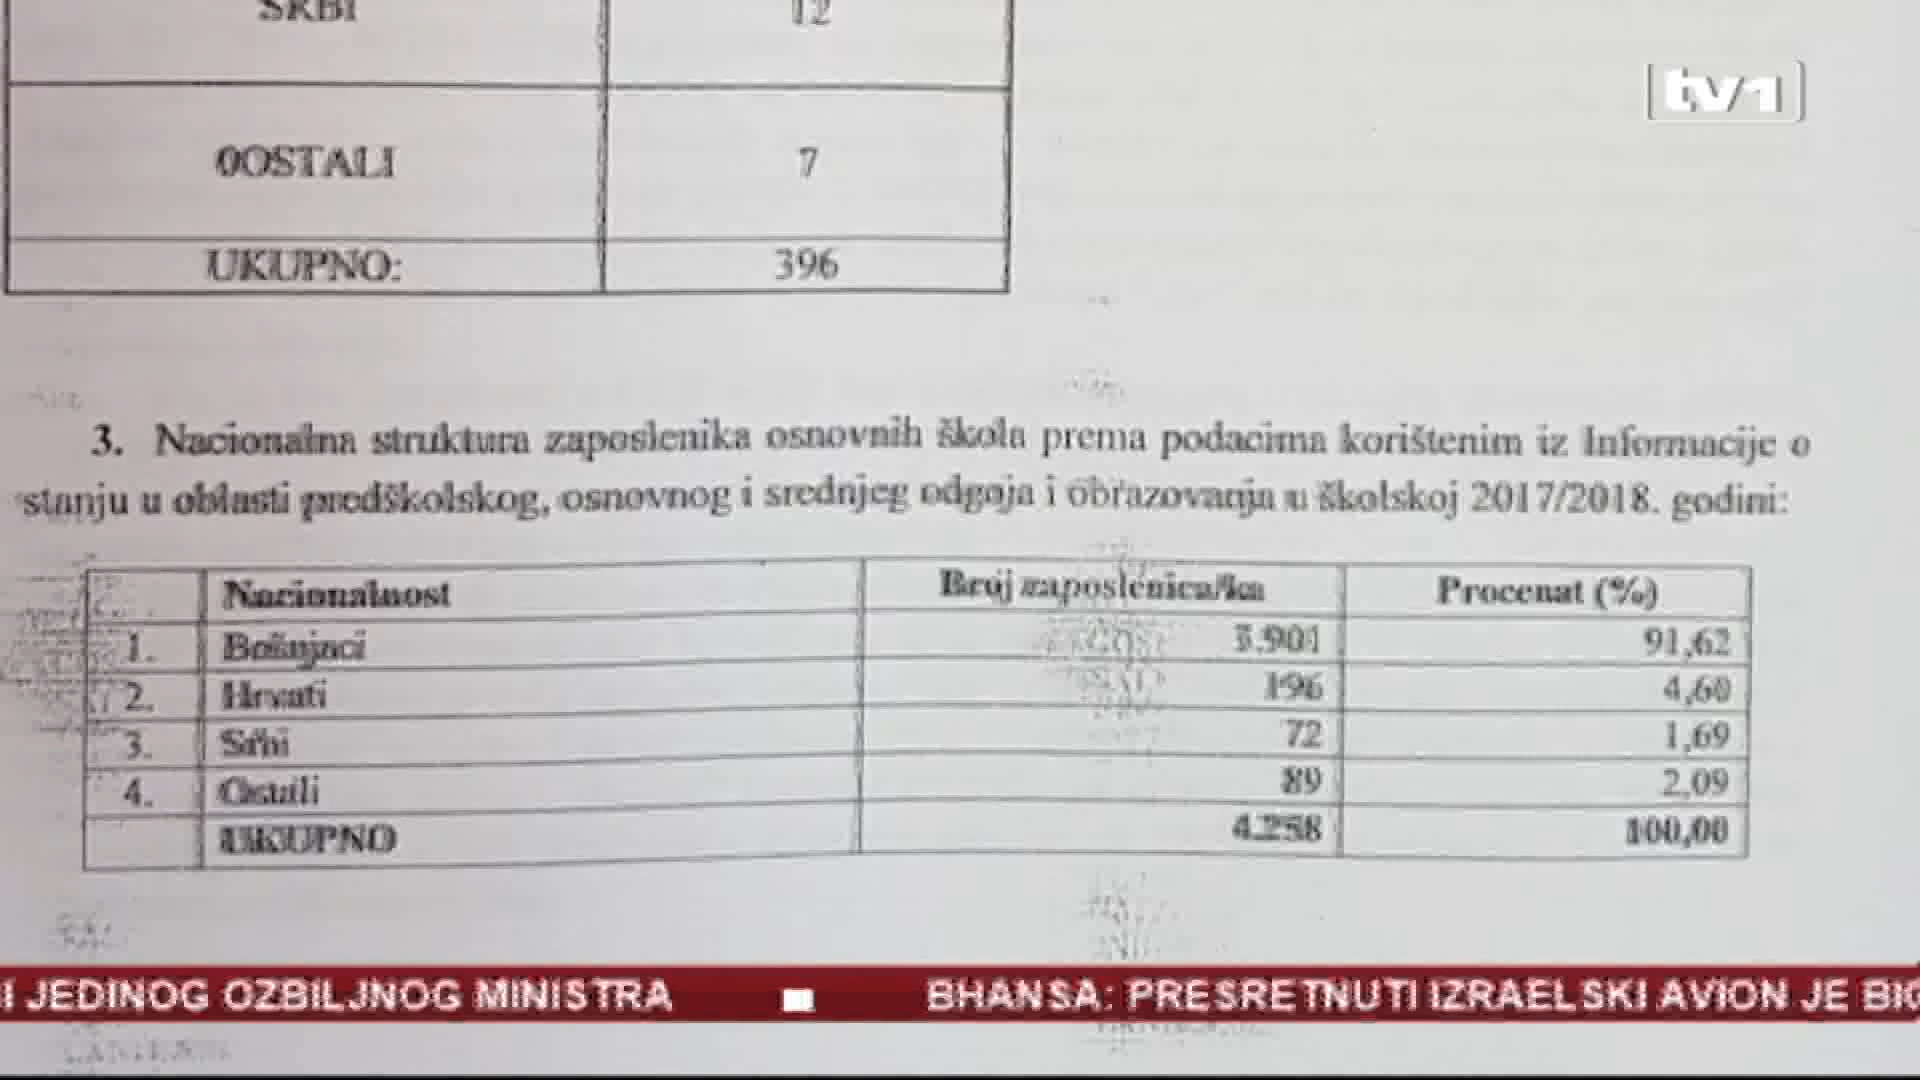 SRBI 12
tv1
0OSTALI 7
UKUPNO: 396
3. Nacionalna struktura zaposlenika osnovnih škola prema podacima korištenim iz Informacije o
stanju u oblasti predškolskog, osnovnog i srednjeg odgoja i obrazovanja u školskoj 2017/2018. godini:
Nacionalnost Broj zaposlenica/ka Procenat (%)
1. Bošnjaci 3.901 91,62
2. Hrvati 196 4,60
3. Srbi 72 1,69
4. Ostali 89 2,09
UKUPNO 4.258 100,00
I JEDINOG OZBILJNOG MINISTRA ■ BHANSA: PRESRETNUTI IZRAELSKI AVION JE BIO